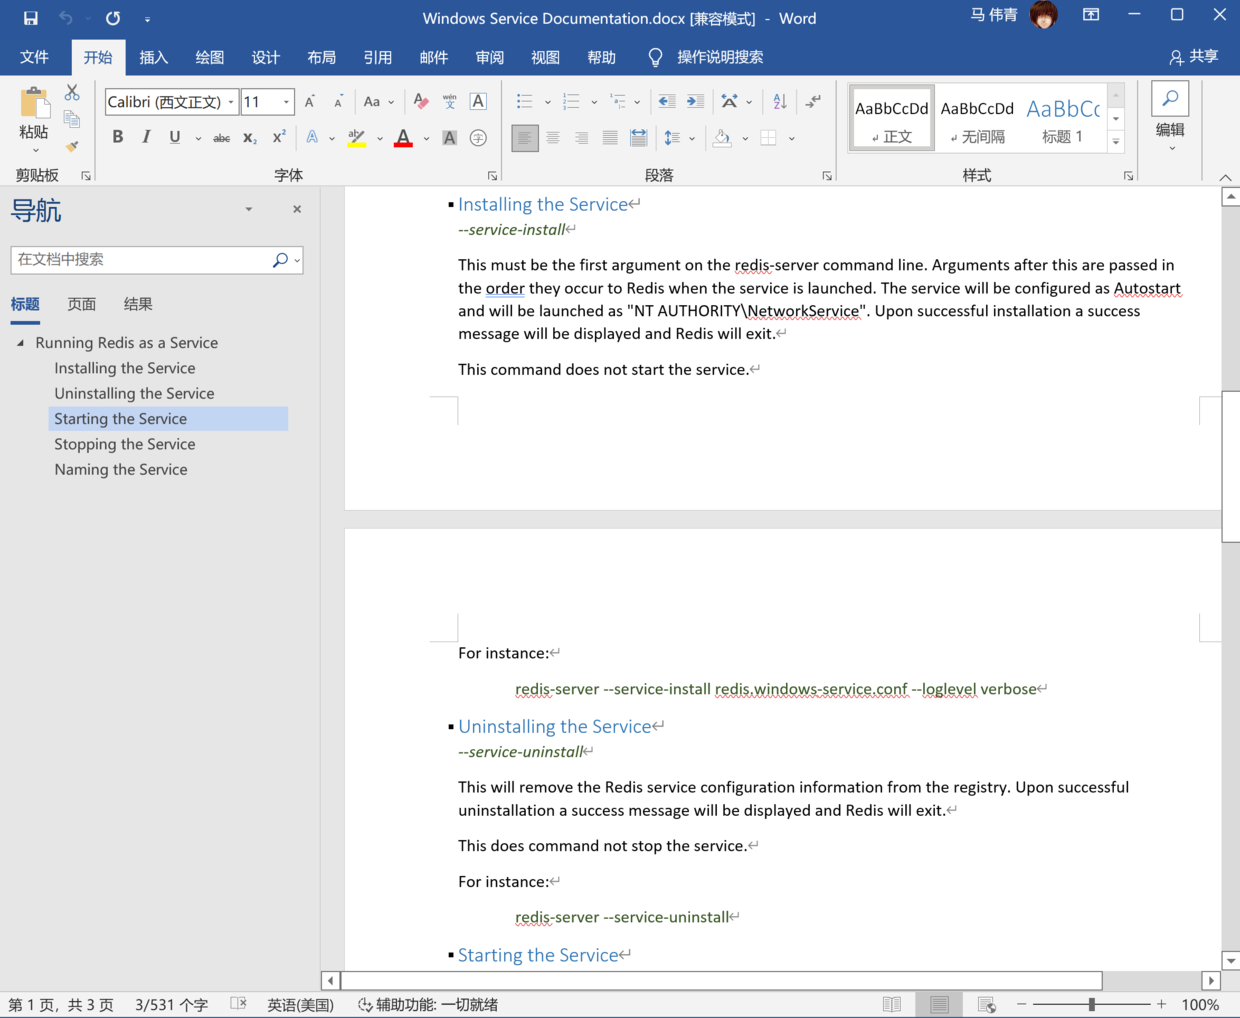 Windows Service Documentation.docx [兼容模式] - Word
马 伟青
文件 开始 插入 绘图 设计 布局 引用 邮件 审阅 视图 帮助 操作说明搜索 共享
粘贴
剪贴板
Calibri (西文正文) 11
Aa
wén
文
A
B I U abc X₂ X² A ab A A 字
字体
段落
AaBbCcDd AaBbCcDd AaBbCc
↵ 正文 ↵ 无间隔 标题 1
样式
编辑
导航
在文档中搜索
标题 页面 结果
Running Redis as a Service
Installing the Service
Uninstalling the Service
Starting the Service
Stopping the Service
Naming the Service
Installing the Service↵
--service-install↵
This must be the first argument on the redis-server command line. Arguments after this are passed in
the order they occur to Redis when the service is launched. The service will be configured as Autostart
and will be launched as "NT AUTHORITY\NetworkService". Upon successful installation a success
message will be displayed and Redis will exit.↵
This command does not start the service.↵
For instance:↵
redis-server --service-install redis.windows-service.conf --loglevel verbose↵
Uninstalling the Service↵
--service-uninstall↵
This will remove the Redis service configuration information from the registry. Upon successful
uninstallation a success message will be displayed and Redis will exit.↵
This does command not stop the service.↵
For instance:↵
redis-server --service-uninstall↵
Starting the Service↵
第 1 页，共 3 页 3/531 个字 英语(美国) 辅助功能: 一切就绪 100%